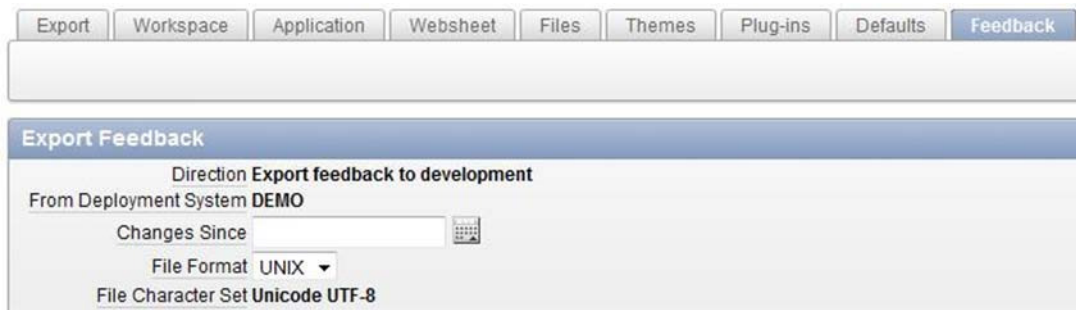 Export Workspace Application Websheet Files Themes Plug-ins Defaults Feedback
Export Feedback
Direction Export feedback to development
From Deployment System DEMO
Changes Since
File Format UNIX
File Character Set Unicode UTF-8